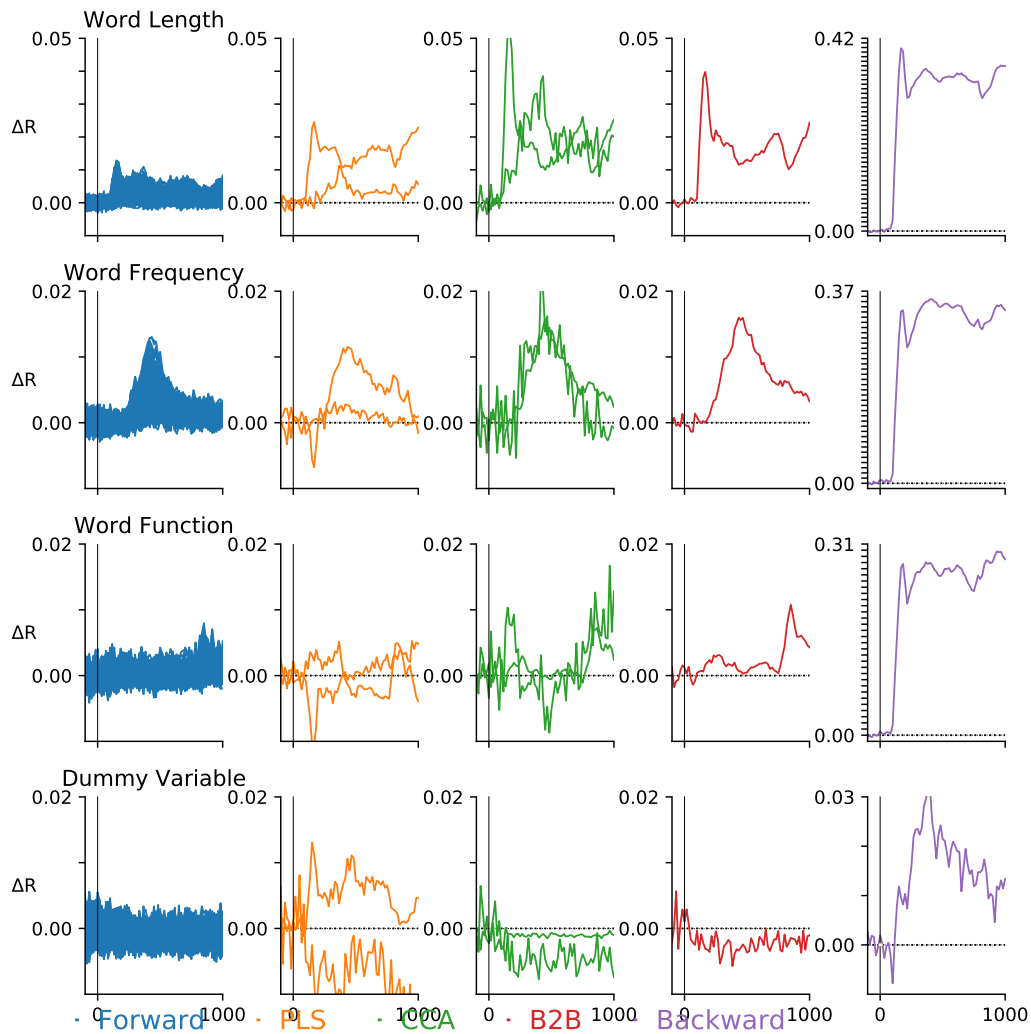 Word Length
0.05 0.05 0.05 0.05 0.42
ΔR
0.00 0.00 0.00 0.00 0.00
Word Frequency
0.02 0.02 0.02 0.02 0.37
ΔR
0.00 0.00 0.00 0.00 0.00
Word Function
0.02 0.02 0.02 0.02 0.31
ΔR
0.00 0.00 0.00 0.00 0.00
Dummy Variable
0.02 0.02 0.02 0.02 0.03
ΔR
0.00 0.00 0.00 0.00 0.00
0 1000 0 1000 0 1000 0 1000 0 1000
Forward PLS CCA B2B Backward